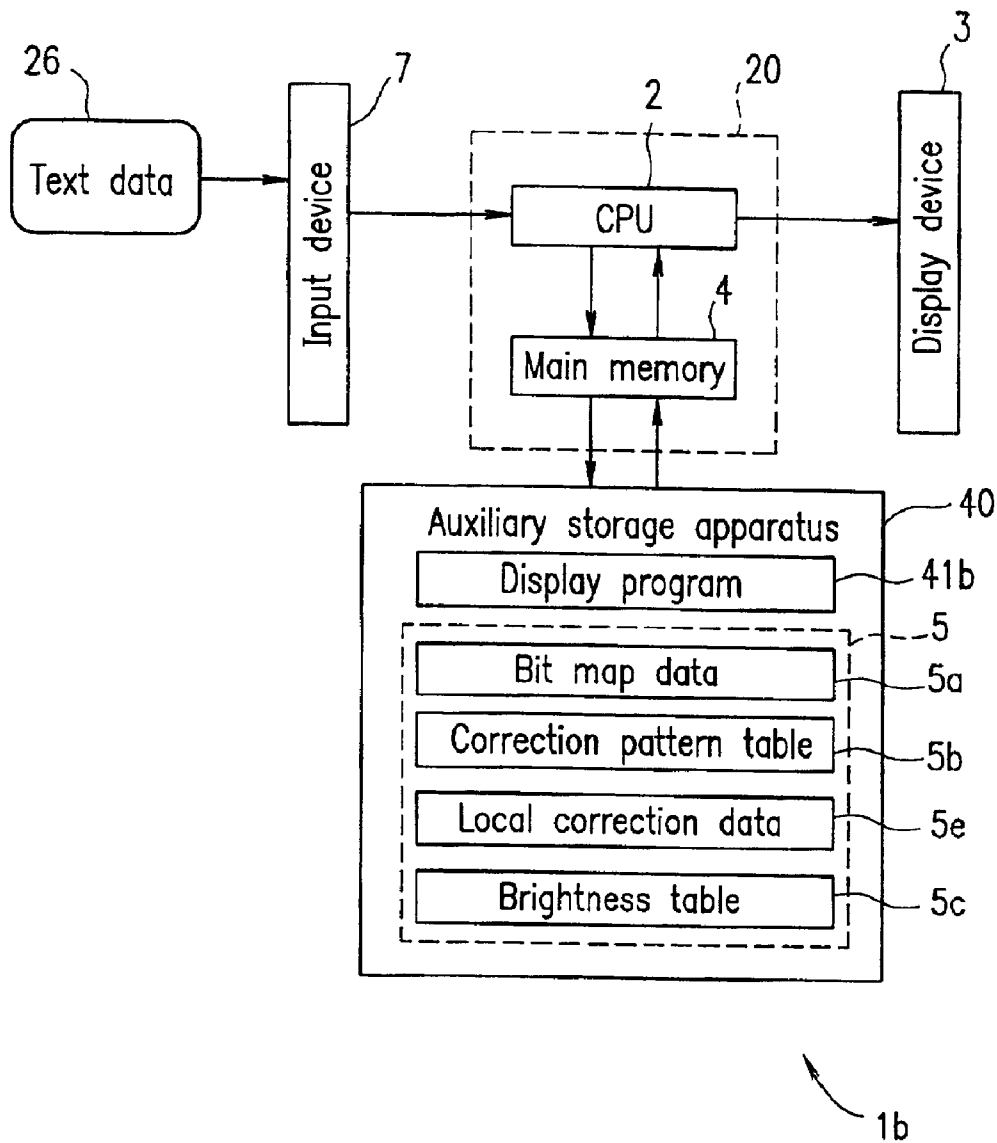 26
7
2
20
3
Text data
Input device
CPU
Display device
4
Main memory
40
Auxiliary storage apparatus
Display program
41b
5
Bit map data
5a
Correction pattern table
5b
Local correction data
5e
Brightness table
5c
1b